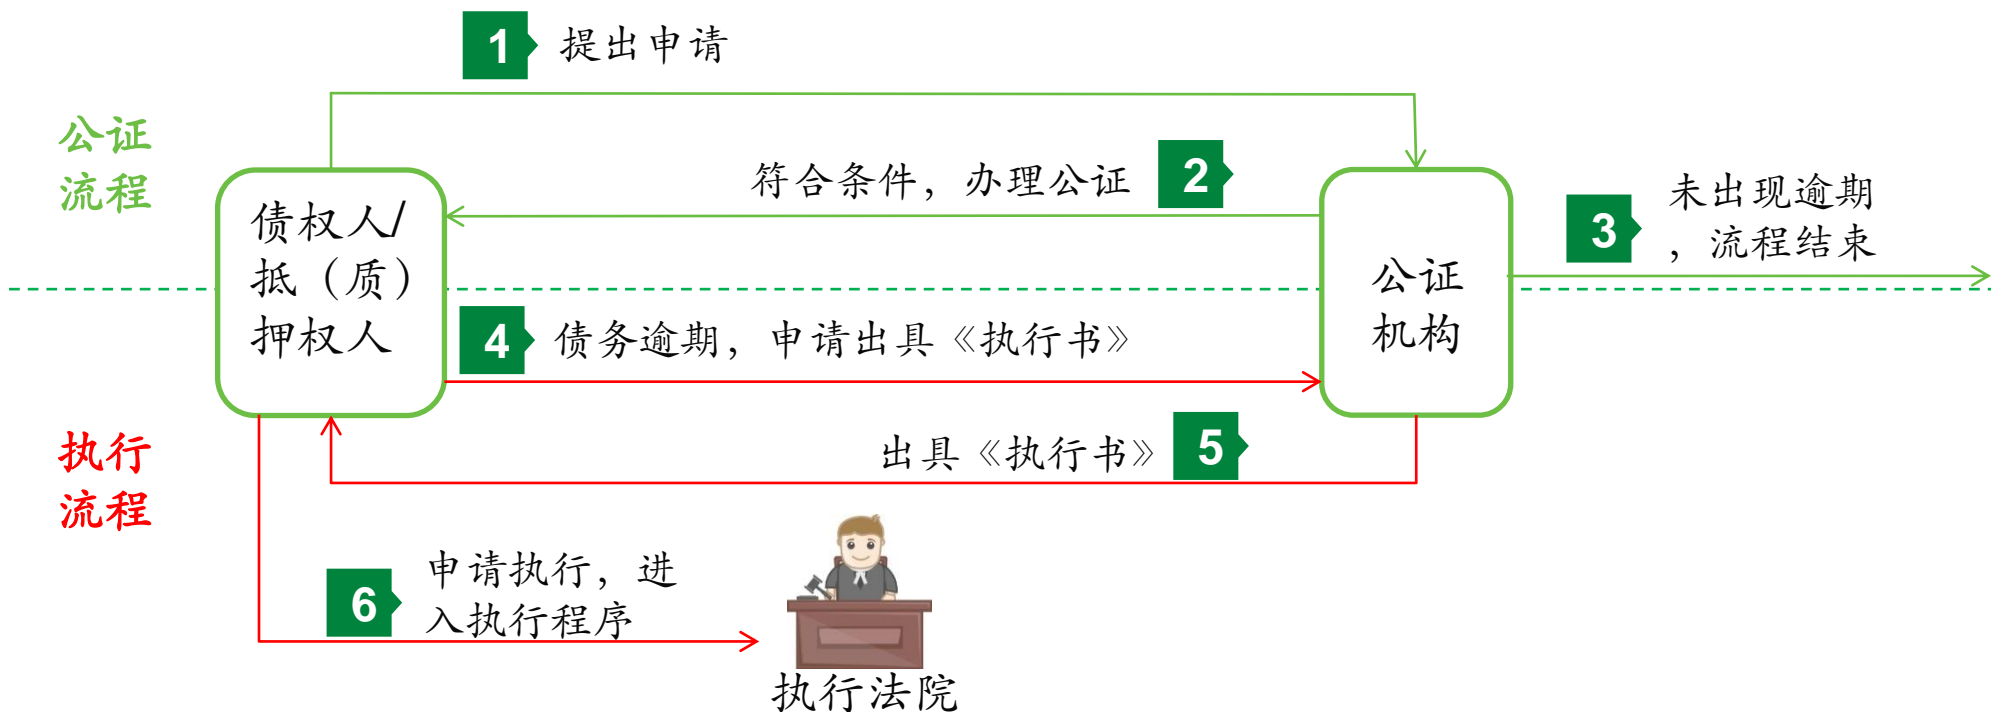 1
提出申请
公证
流程
符合条件，办理公证
2
债权人/
抵（质）
押权人
3
未出现逾期
，流程结束
公证
机构
4
债务逾期，申请出具《执行书》
执行
流程
出具《执行书》
5
6
申请执行，进
入执行程序
执行法院